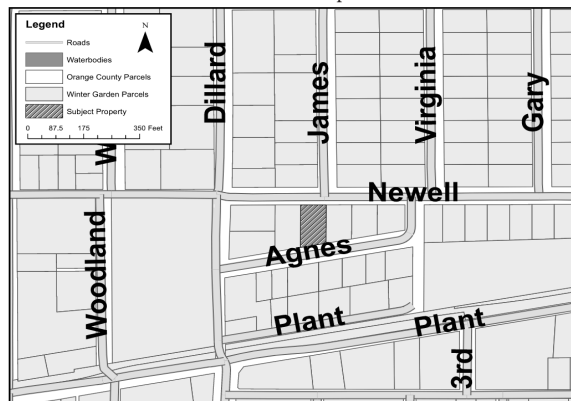 Legend
N
Roads
Waterbodies
Orange County Parcels
Winter Garden Parcels
Subject Property
0 87.5 175 350 Feet
W
Dillard
James
Virginia
Gary
Newell
Woodland
Agnes
Plant
Plant
3rd